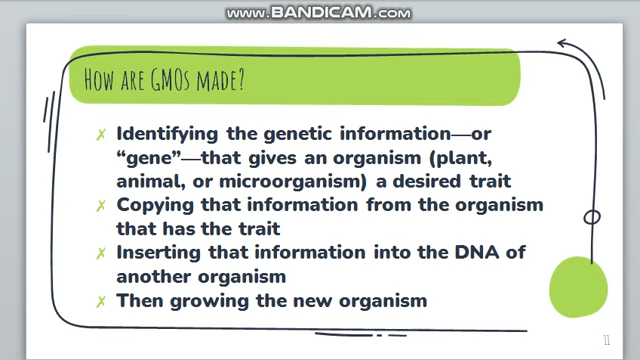 www.BANDICAM.com
How are GMOs made?
✗ Identifying the genetic information—or
“gene”—that gives an organism (plant,
animal, or microorganism) a desired trait
✗ Copying that information from the organism
that has the trait
✗ Inserting that information into the DNA of
another organism
✗ Then growing the new organism
11